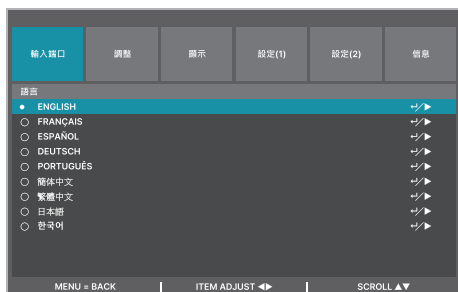 輸入端口 調整 顯示 設定(1) 設定(2) 信息
語言
ENGLISH
FRANÇAIS
ESPAÑOL
DEUTSCH
PORTUGUÊS
簡体中文
繁體中文
日本語
한국어
MENU = BACK ITEM ADJUST ◀▶ SCROLL ▲▼